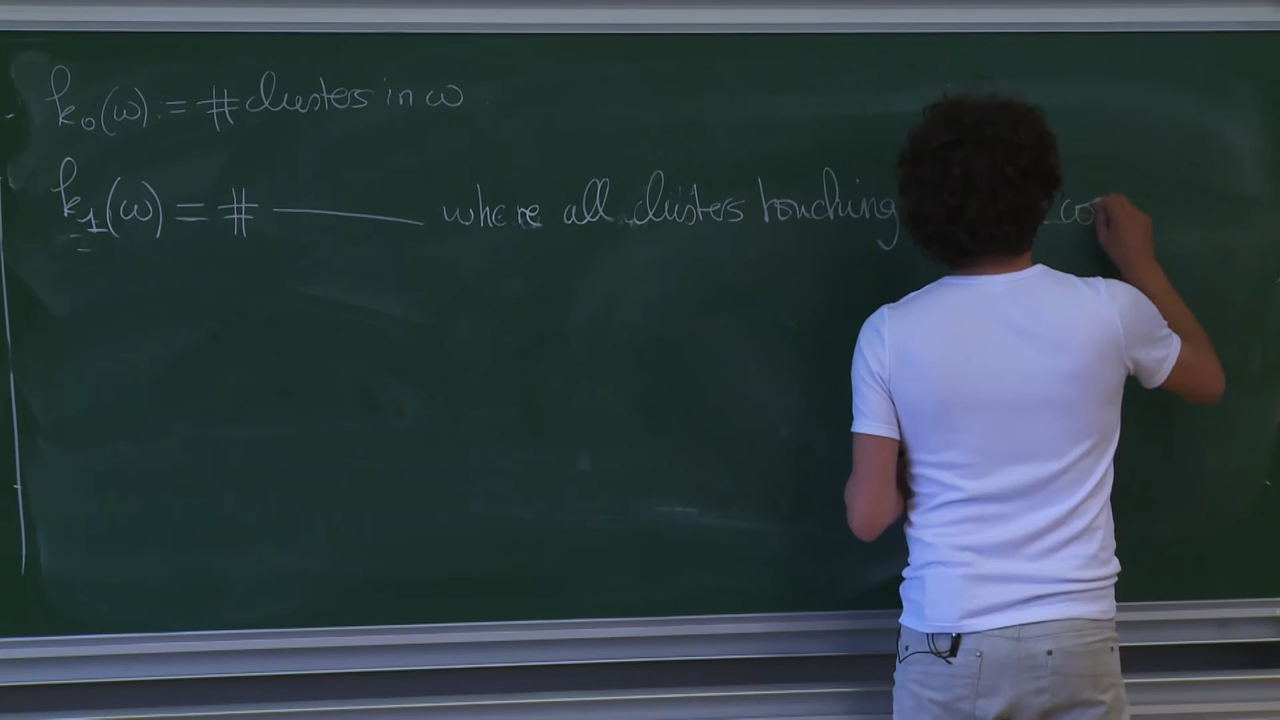 k₀(ω) := # clusters in ω
k₁(ω) = # ——— where all clusters touching